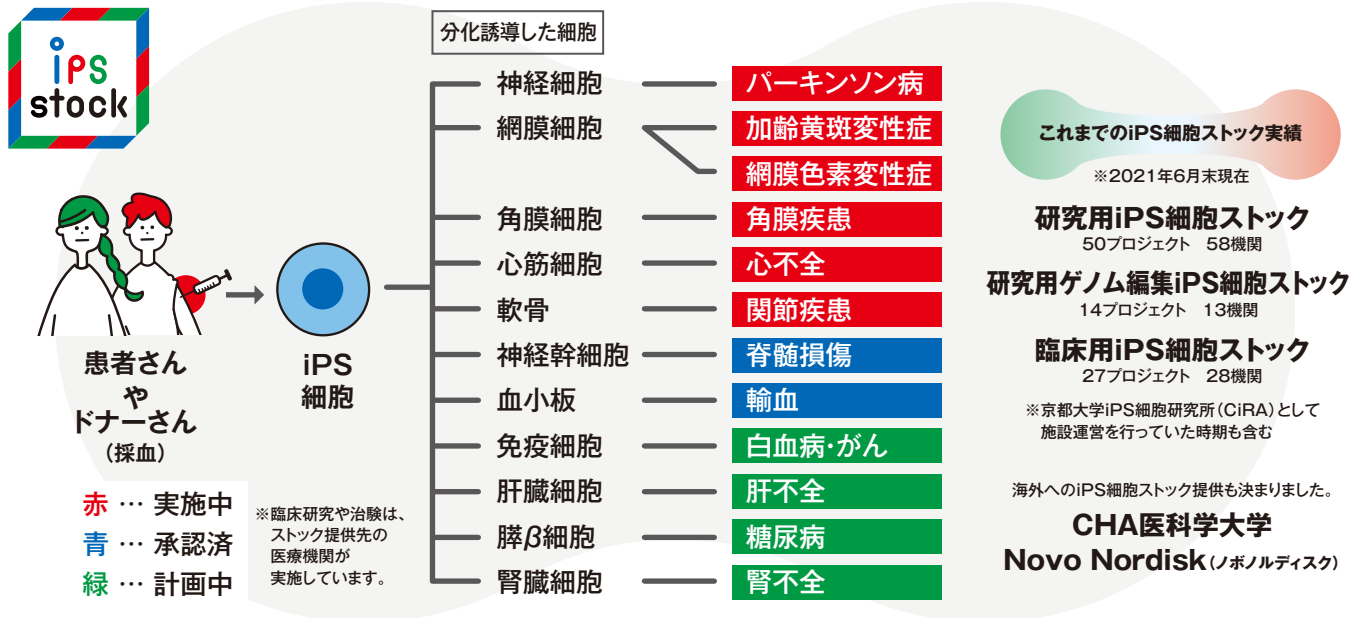 iPS
stock
分化誘導した細胞
神経細胞
パーキンソン病
網膜細胞
加齢黄斑変性症
網膜色素変性症
角膜細胞
角膜疾患
心筋細胞
心不全
軟骨
関節疾患
神経幹細胞
脊髄損傷
血小板
輸血
免疫細胞
白血病・がん
肝臓細胞
肝不全
膵β細胞
糖尿病
腎臓細胞
腎不全
患者さん
や
ドナーさん
(採血)
iPS
細胞
赤 … 実施中
青 … 承認済
緑 … 計画中
※臨床研究や治験は、
ストック提供先の
医療機関が
実施しています。
これまでのiPS細胞ストック実績
※2021年6月末現在
研究用iPS細胞ストック
50プロジェクト 58機関
研究用ゲノム編集iPS細胞ストック
14プロジェクト 13機関
臨床用iPS細胞ストック
27プロジェクト 28機関
※京都大学iPS細胞研究所(CiRA)として
施設運営を行っていた時期も含む
海外へのiPS細胞ストック提供も決まりました。
CHA医科学大学
Novo Nordisk(ノボノルディスク)